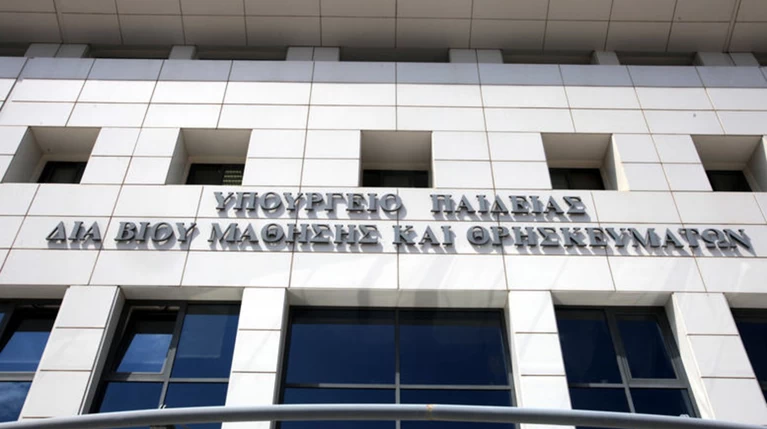 ΥΠΟΥΡΓΕΙΟ ΠΑΙΔΕΙΑΣ
ΔΙΑ ΒΙΟΥ ΜΑΘΗΣΗΣ ΚΑΙ ΘΡΗΣΚΕΥΜΑΤΩΝ